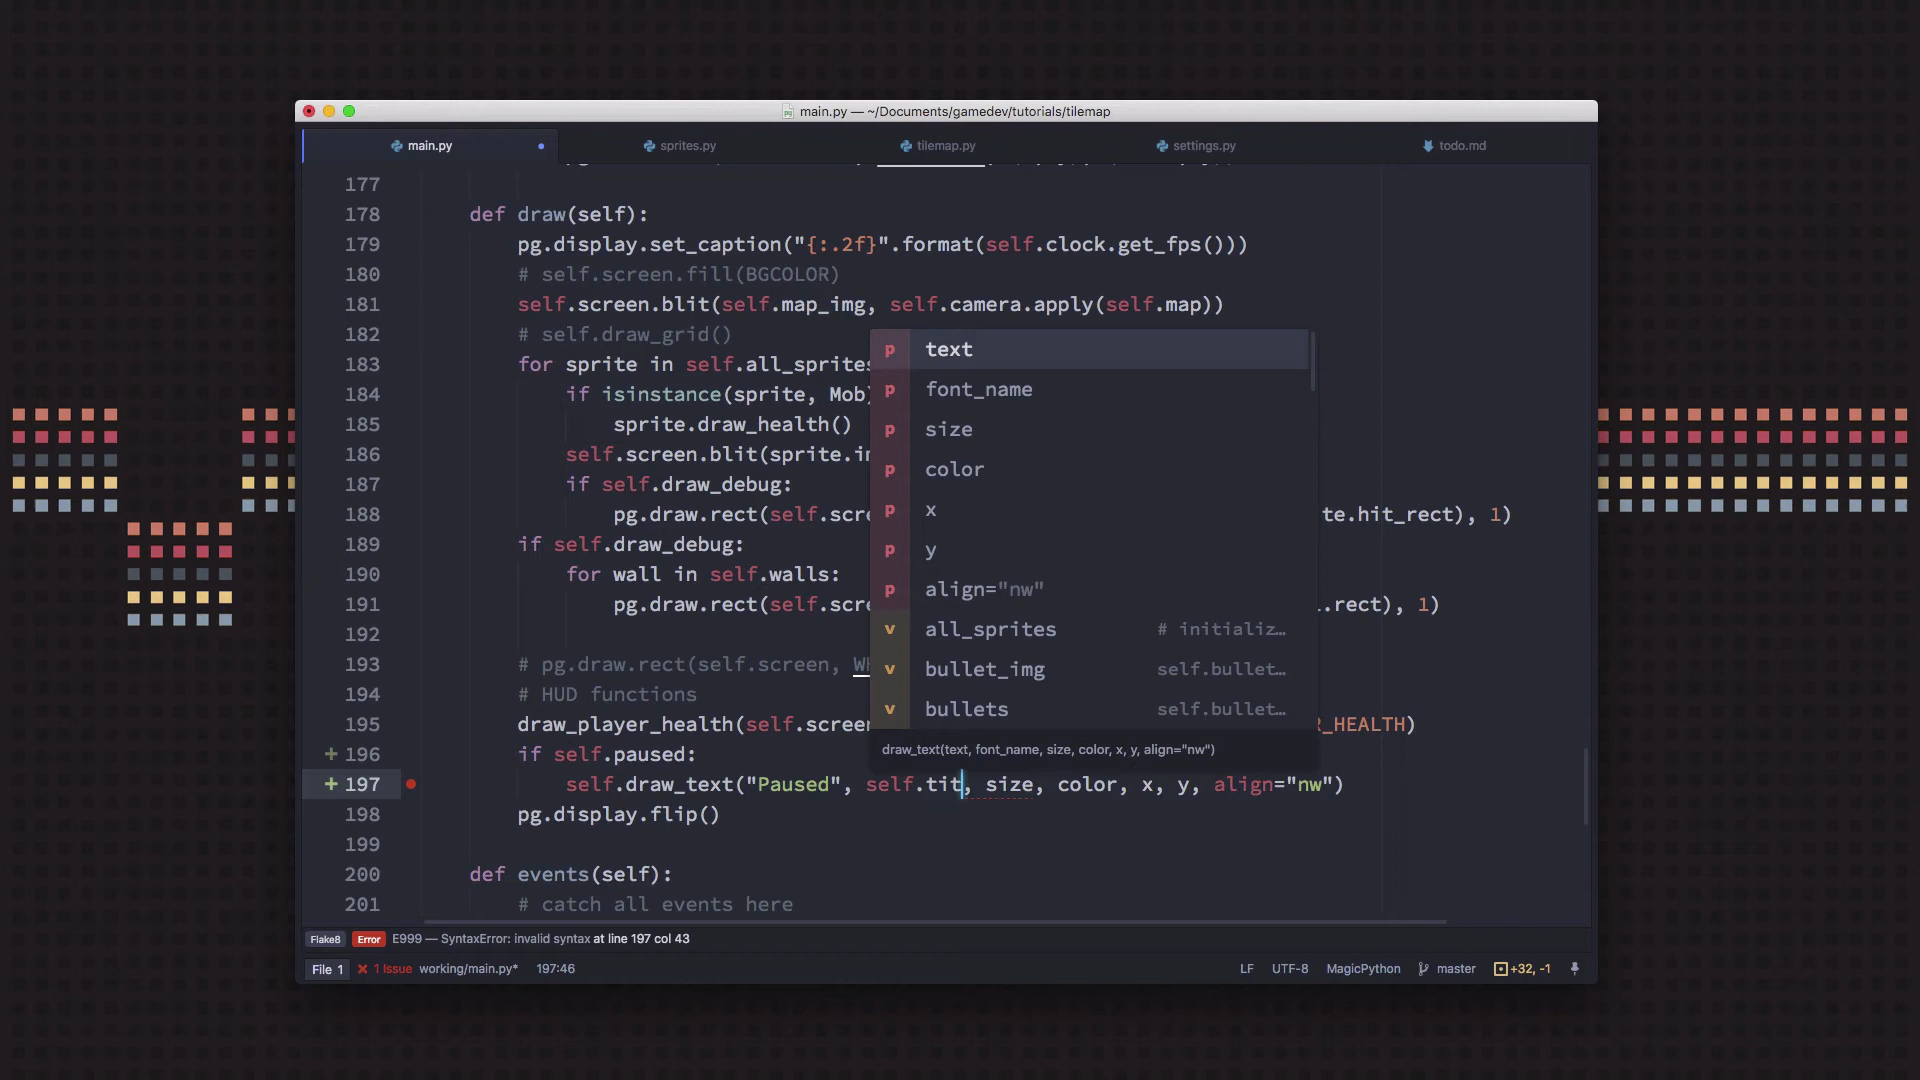 main.py — ~/Documents/gamedev/tutorials/tilemap
main.py sprites.py tilemap.py settings.py todo.md
177
178 def draw(self):
179 pg.display.set_caption("{:.2f}".format(self.clock.get_fps()))
180 # self.screen.fill(BGCOLOR)
181 self.screen.blit(self.map_img, self.camera.apply(self.map))
182 # self.draw_grid()
183 for sprite in self.all_sprites
184 if isinstance(sprite, Mob)
185 sprite.draw_health()
186 self.screen.blit(sprite.im
187 if self.draw_debug:
188 pg.draw.rect(self.scre te.hit_rect), 1)
189 if self.draw_debug:
190 for wall in self.walls:
191 pg.draw.rect(self.scre l.rect), 1)
192
193 # pg.draw.rect(self.screen, WH
194 # HUD functions
195 draw_player_health(self.screen R_HEALTH)
+ 196 if self.paused:
+ 197 self.draw_text("Paused", self.tit, size, color, x, y, align="nw")
198 pg.display.flip()
199
200 def events(self):
201 # catch all events here
p text
p font_name
p size
p color
p x
p y
p align="nw"
v all_sprites # initializ…
v bullet_img self.bullet…
v bullets self.bullet…
draw_text(text, font_name, size, color, x, y, align="nw")
Flake8 Error E999 — SyntaxError: invalid syntax at line 197 col 43
File 1 1 Issue working/main.py* 197:46 LF UTF-8 MagicPython master +32, -1